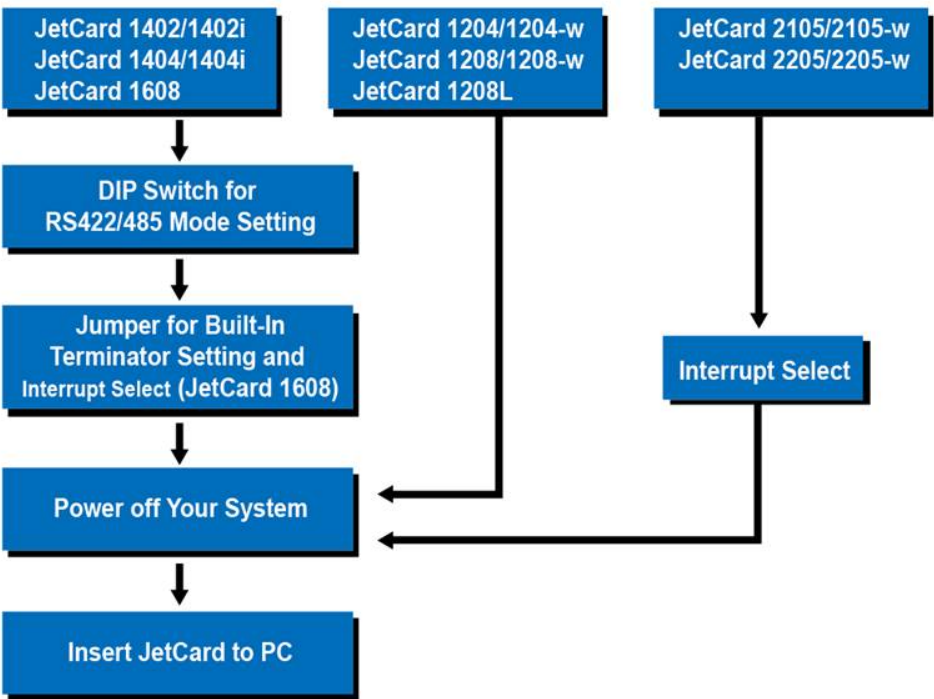 JetCard 1402/1402i
JetCard 1404/1404i
JetCard 1608
JetCard 1204/1204-w
JetCard 1208/1208-w
JetCard 1208L
JetCard 2105/2105-w
JetCard 2205/2205-w
DIP Switch for
RS422/485 Mode Setting
Jumper for Built-In
Terminator Setting and
Interrupt Select (JetCard 1608)
Interrupt Select
Power off Your System
Insert JetCard to PC